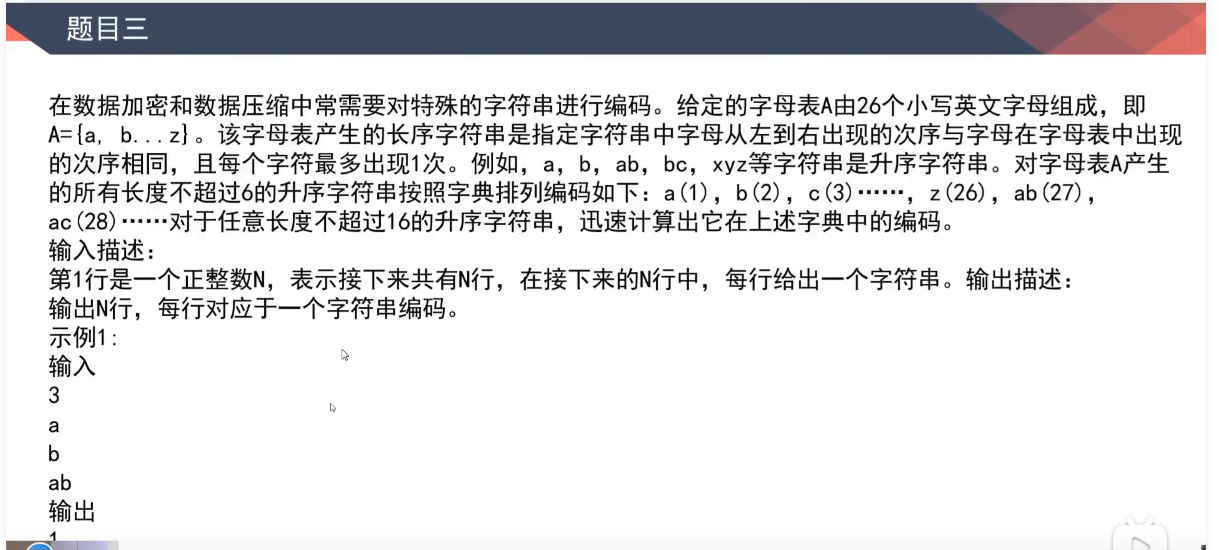 题目三
在数据加密和数据压缩中常需要对特殊的字符串进行编码。给定的字母表A由26个小写英文字母组成，即
A={a, b...z}。该字母表产生的长序字符串是指定字符串中字母从左到右出现的次序与字母在字母表中出现
的次序相同，且每个字符最多出现1次。例如，a，b，ab，bc，xyz等字符串是升序字符串。对字母表A产生
的所有长度不超过6的升序字符串按照字典排列编码如下：a(1)，b(2)，c(3)……，z(26)，ab(27)，
ac(28)……对于任意长度不超过16的升序字符串，迅速计算出它在上述字典中的编码。
输入描述：
第1行是一个正整数N，表示接下来共有N行，在接下来的N行中，每行给出一个字符串。输出描述：
输出N行，每行对应于一个字符串编码。
示例1:
输入
3
a
b
ab
输出
1